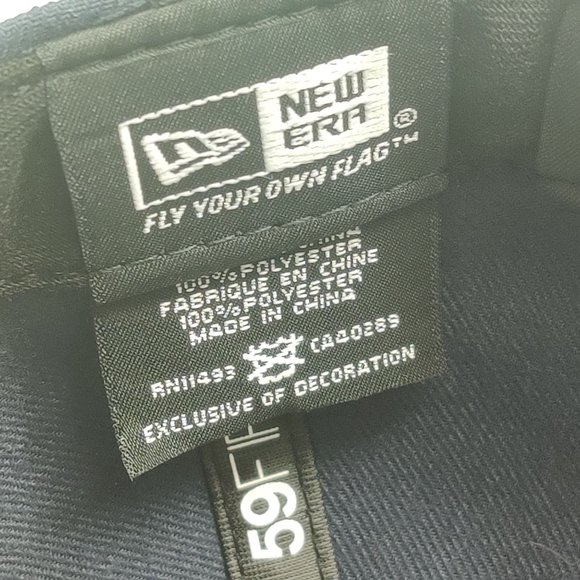 NEW
ERA®
FLY YOUR OWN FLAG™
100% POLYESTER
FABRIQUE EN CHINE
100% POLYESTER
MADE IN CHINA
RN11493 CA40289
EXCLUSIVE OF DECORATION
59FIF